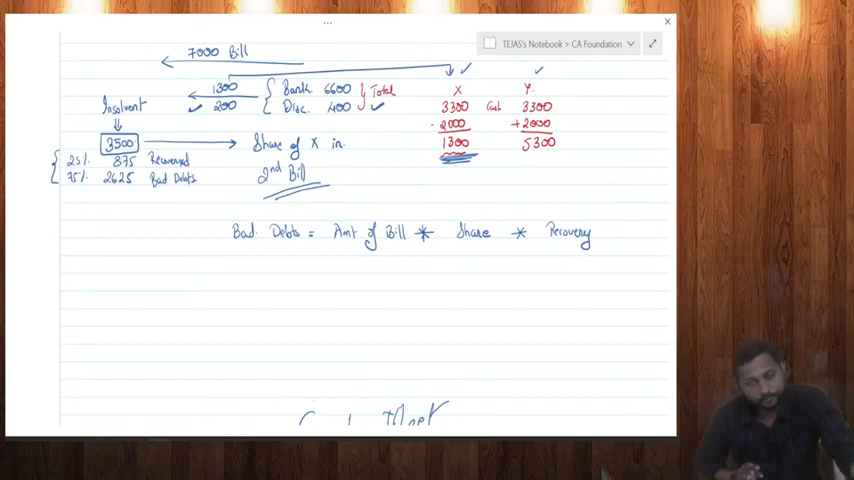 TEJAS's Notebook > CA Foundation
7000 Bill
1300 { Bank 6600 } Total X Y.
Insolvent ✓ 200 Disc. 400 ✓ 3300 Cash 3300
- 2000 + 2000
3500 → Share of X in 1300 5300
25% 875 Recovered
75% 2625 Bad Debts 2nd Bill
Bad Debts = Amt of Bill * Share * Recovery